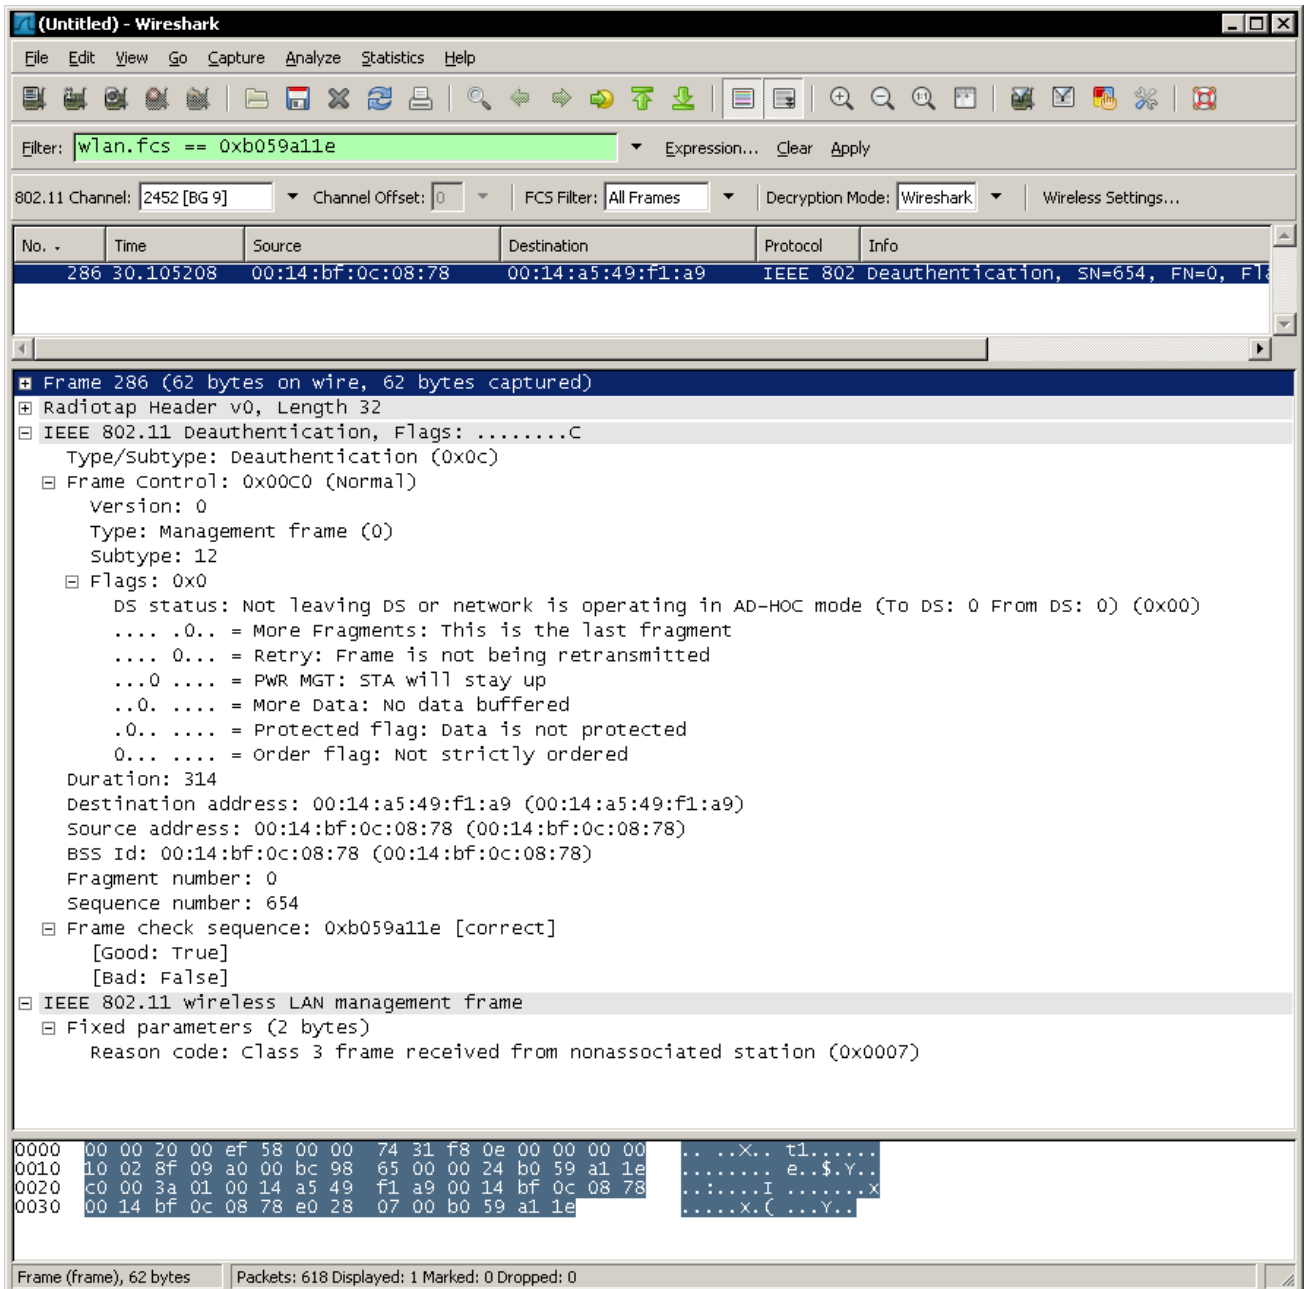 (Untitled) - Wireshark
File Edit View Go Capture Analyze Statistics Help
Filter: wlan.fcs == 0xb059a11e Expression... Clear Apply
802.11 Channel: 2452 [BG 9] Channel Offset: 0 FCS Filter: All Frames Decryption Mode: Wireshark Wireless Settings...
No. Time Source Destination Protocol Info
286 30.105208 00:14:bf:0c:08:78 00:14:a5:49:f1:a9 IEEE 802 Deauthentication, SN=654, FN=0,
Frame 286 (62 bytes on wire, 62 bytes captured)
Radiotap Header v0, Length 32
IEEE 802.11 Deauthentication, Flags: ........C
Type/Subtype: Deauthentication (0x0c)
Frame Control: 0x00C0 (Normal)
Version: 0
Type: Management frame (0)
Subtype: 12
Flags: 0x0
DS status: Not leaving DS or network is operating in AD-HOC mode (To DS: 0 From DS: 0) (0x00)
.... .0.. = More Fragments: This is the last fragment
.... 0... = Retry: Frame is not being retransmitted
...0 .... = PWR MGT: STA will stay up
..0. .... = More Data: No data buffered
.0.. .... = Protected flag: Data is not protected
0... .... = Order flag: Not strictly ordered
Duration: 314
Destination address: 00:14:a5:49:f1:a9 (00:14:a5:49:f1:a9)
Source address: 00:14:bf:0c:08:78 (00:14:bf:0c:08:78)
BSS Id: 00:14:bf:0c:08:78 (00:14:bf:0c:08:78)
Fragment number: 0
Sequence number: 654
Frame check sequence: 0xb059a11e [correct]
[Good: True]
[Bad: False]
IEEE 802.11 wireless LAN management frame
Fixed parameters (2 bytes)
Reason code: Class 3 frame received from nonassociated station (0x0007)
0000 00 00 20 00 ef 58 00 00 74 31 f8 0e 00 00 00 00 .. ..X.. t1......
0010 10 02 8f 09 a0 00 bc 98 65 00 00 24 b0 59 a1 1e ........ e..$.Y..
0020 c0 00 3a 01 00 14 a5 49 f1 a9 00 14 bf 0c 08 78 ..:....I .......x
0030 00 14 bf 0c 08 78 e0 28 07 00 b0 59 a1 1e .....x.( ...Y..
Frame (frame), 62 bytes Packets: 618 Displayed: 1 Marked: 0 Dropped: 0